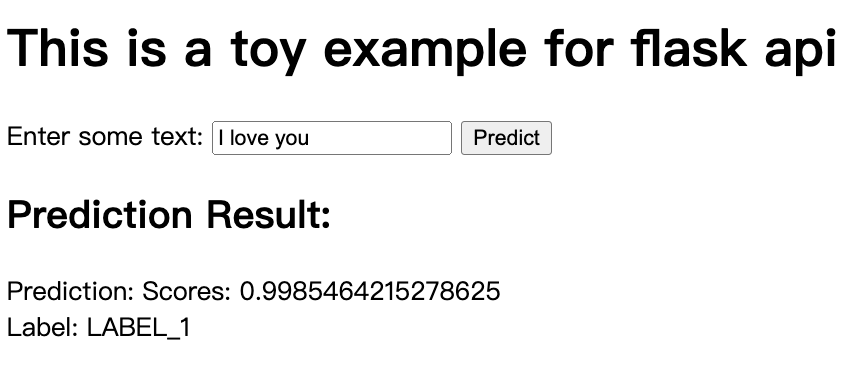 This is a toy example for flask api
Enter some text: I love you Predict
Prediction Result:
Prediction: Scores: 0.9985464215278625
Label: LABEL_1